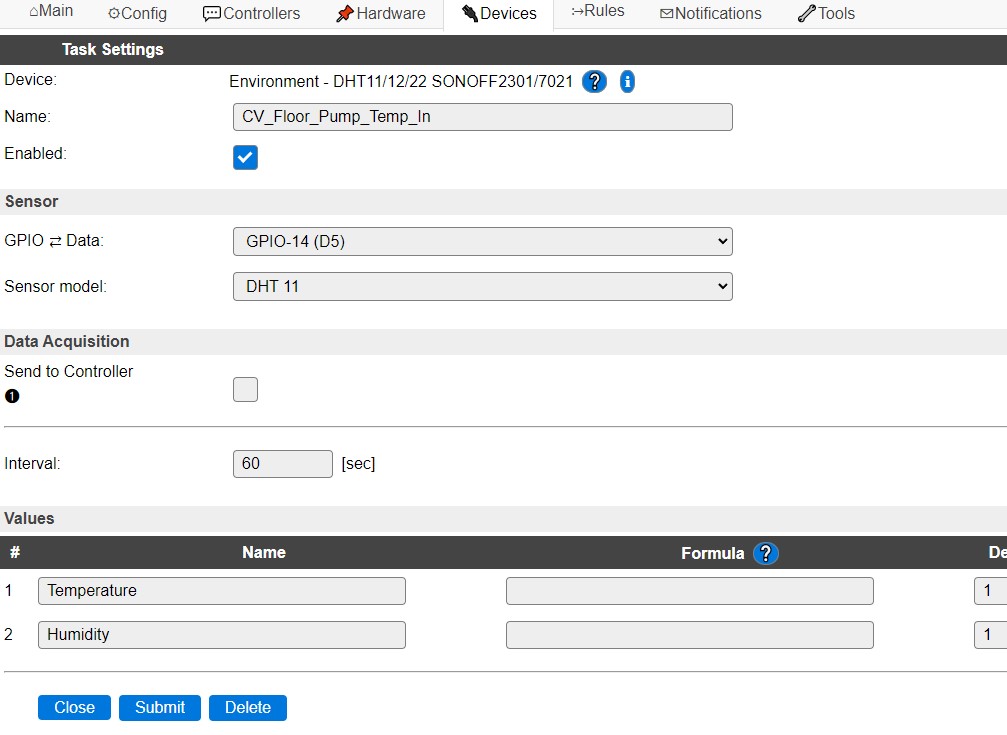 Main Config Controllers Hardware Devices Rules Notifications Tools
Task Settings
Device: Environment - DHT11/12/22 SONOFF2301/7021 ? i
Name: CV_Floor_Pump_Temp_In
Enabled:
Sensor
GPIO ⇄ Data: GPIO-14 (D5)
Sensor model: DHT 11
Data Acquisition
Send to Controller
❶
Interval: 60 [sec]
Values
# Name Formula ? De
1 Temperature 1
2 Humidity 1
Close Submit Delete